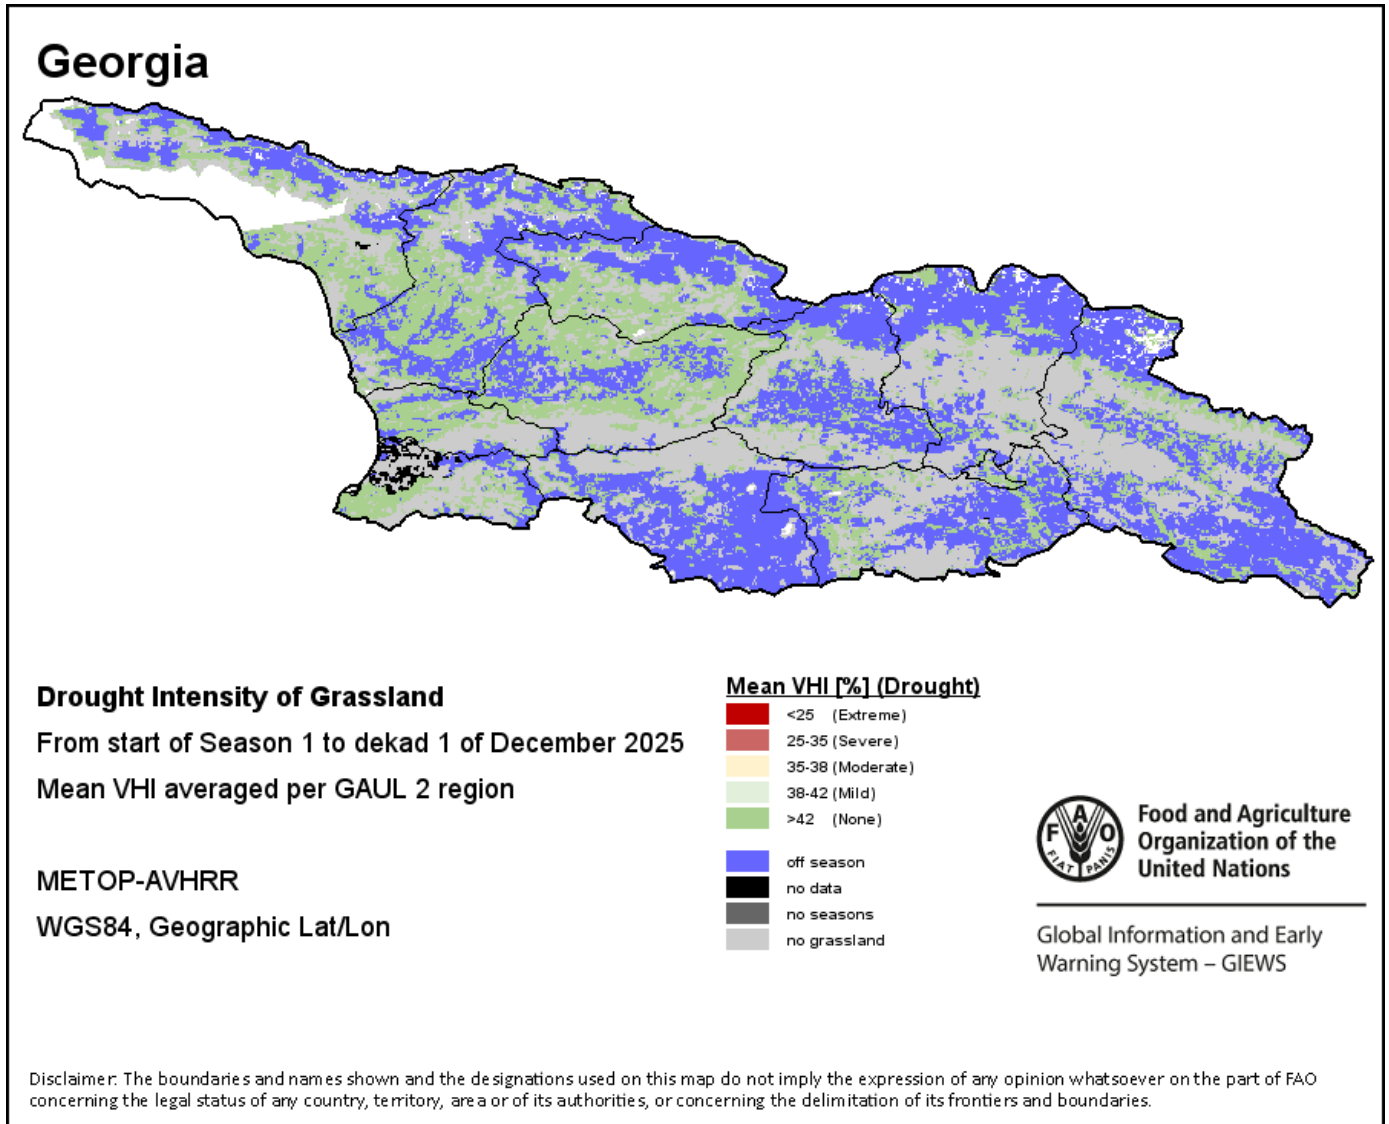 Georgia
Drought Intensity of Grassland
From start of Season 1 to dekad 1 of December 2025
Mean VHI averaged per GAUL 2 region
METOP-AVHRR
WGS84, Geographic Lat/Lon
Mean VHI [%] (Drought)
<25 (Extreme)
25-35 (Severe)
35-38 (Moderate)
38-42 (Mild)
>42 (None)
off season
no data
no seasons
no grassland
F A O
FIAT PANIS
Food and Agriculture
Organization of the
United Nations
Global Information and Early
Warning System – GIEWS
Disclaimer: The boundaries and names shown and the designations used on this map do not imply the expression of any opinion whatsoever on the part of FAO
concerning the legal status of any country, territory, area or of its authorities, or concerning the delimitation of its frontiers and boundaries.